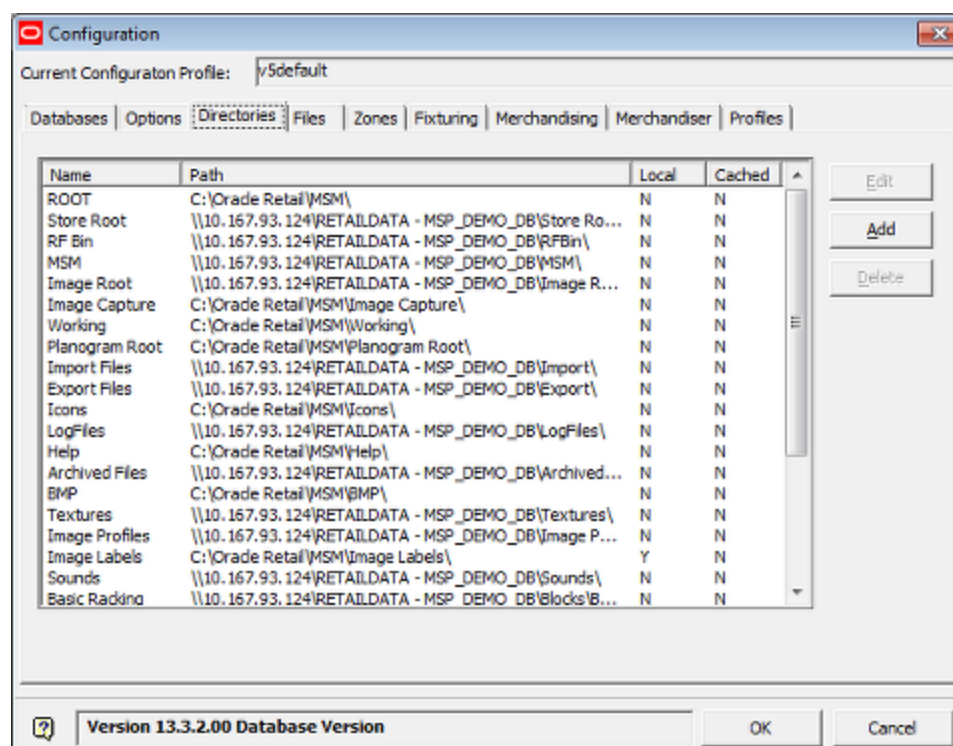 Configuration
Current Configuraton Profile: v5default
Databases Options Directories Files Zones Fixturing Merchandising Merchandiser Profiles
Name Path Local Cached
ROOT C:\Oracle Retail\MSM\ N N
Store Root \\10.167.93.124\RETAILDATA - MSP_DEMO_DB\Store Ro... N N
RF Bin \\10.167.93.124\RETAILDATA - MSP_DEMO_DB\RFBin\ N N
MSM \\10.167.93.124\RETAILDATA - MSP_DEMO_DB\MSM\ N N
Image Root \\10.167.93.124\RETAILDATA - MSP_DEMO_DB\Image R... N N
Image Capture C:\Oracle Retail\MSM\Image Capture\ N N
Working C:\Oracle Retail\MSM\Working\ N N
Planogram Root C:\Oracle Retail\MSM\Planogram Root\ N N
Import Files \\10.167.93.124\RETAILDATA - MSP_DEMO_DB\Import\ N N
Export Files \\10.167.93.124\RETAILDATA - MSP_DEMO_DB\Export\ N N
Icons C:\Oracle Retail\MSM\Icons\ N N
LogFiles \\10.167.93.124\RETAILDATA - MSP_DEMO_DB\LogFiles\ N N
Help C:\Oracle Retail\MSM\Help\ N N
Archived Files \\10.167.93.124\RETAILDATA - MSP_DEMO_DB\Archived... N N
BMP C:\Oracle Retail\MSM\BMP\ N N
Textures \\10.167.93.124\RETAILDATA - MSP_DEMO_DB\Textures\ N N
Image Profiles \\10.167.93.124\RETAILDATA - MSP_DEMO_DB\Image P... N N
Image Labels C:\Oracle Retail\MSM\Image Labels\ Y N
Sounds \\10.167.93.124\RETAILDATA - MSP_DEMO_DB\Sounds\ N N
Basic Racking \\10.167.93.124\RETAILDATA - MSP_DEMO_DB\Blocks\B... N N
Edit
Add
Delete
Version 13.3.2.00 Database Version
OK Cancel